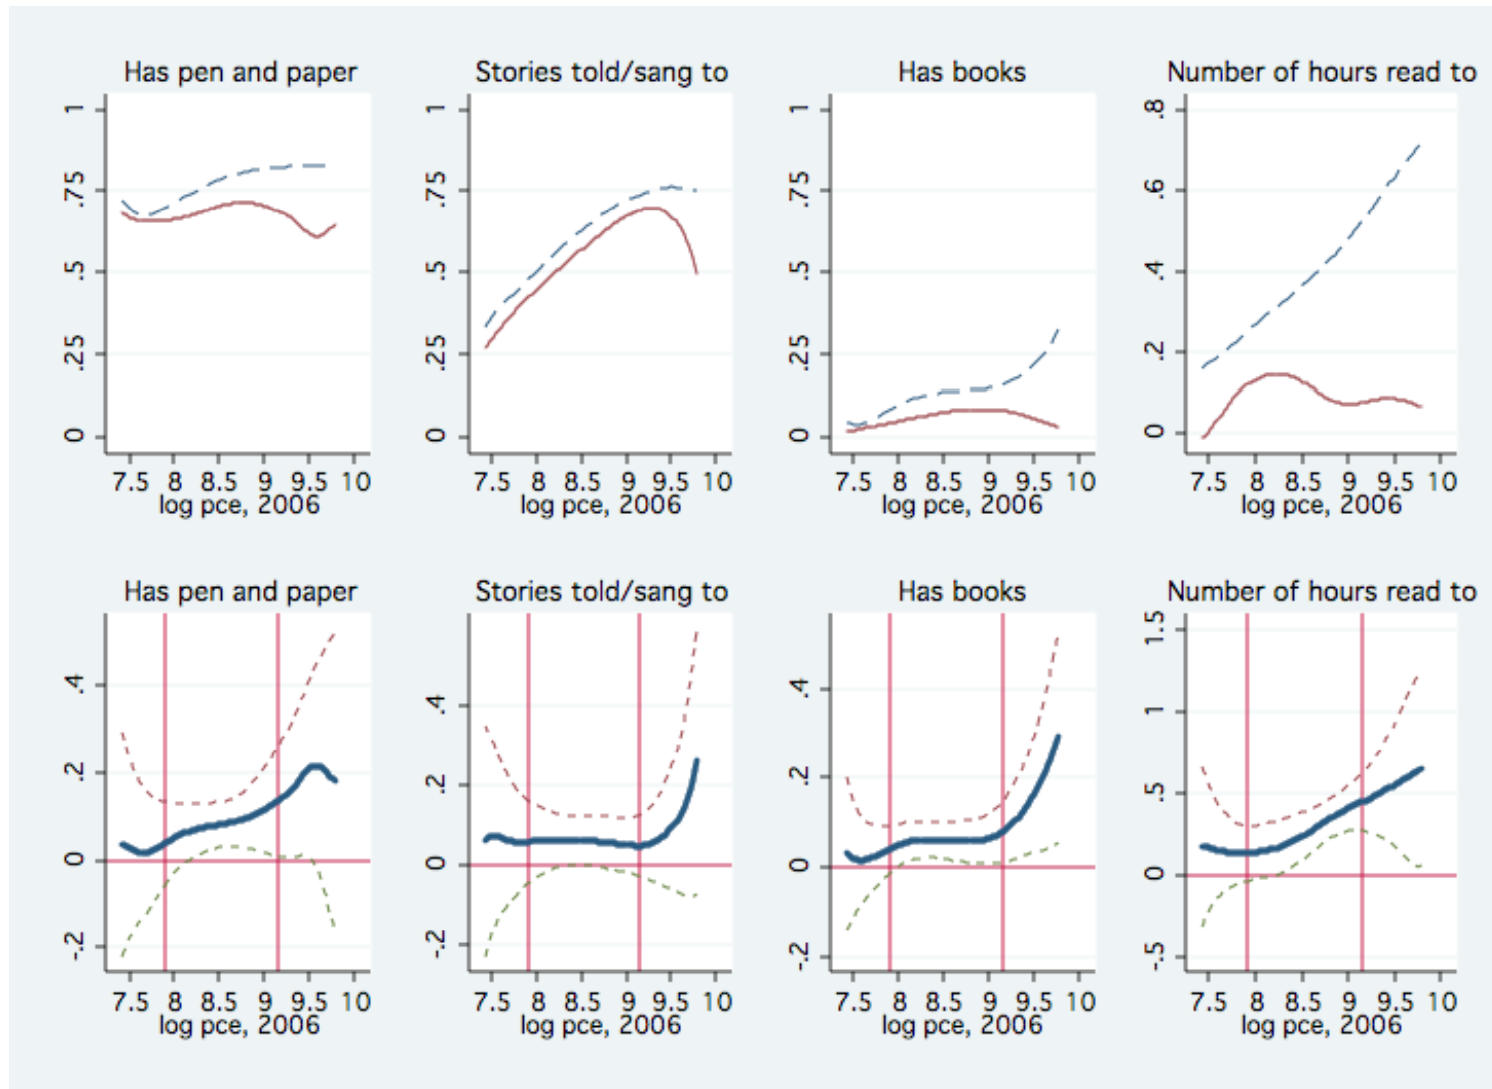 Has pen and paper
Stories told/sang to
Has books
Number of hours read to
1
.75
.5
.25
0
7.5 8 8.5 9 9.5 10
log pce, 2006
1
.75
.5
.25
0
7.5 8 8.5 9 9.5 10
log pce, 2006
1
.75
.5
.25
0
7.5 8 8.5 9 9.5 10
log pce, 2006
.8
.6
.4
.2
0
7.5 8 8.5 9 9.5 10
log pce, 2006
Has pen and paper
Stories told/sang to
Has books
Number of hours read to
.4
.2
0
-.2
7.5 8 8.5 9 9.5 10
log pce, 2006
.4
.2
0
-.2
7.5 8 8.5 9 9.5 10
log pce, 2006
.4
.2
0
-.2
7.5 8 8.5 9 9.5 10
log pce, 2006
1.5
1
.5
0
-.5
7.5 8 8.5 9 9.5 10
log pce, 2006